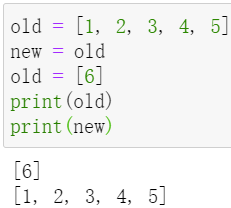 old = [1, 2, 3, 4, 5]
new = old
old = [6]
print(old)
print(new)
[6]
[1, 2, 3, 4, 5]